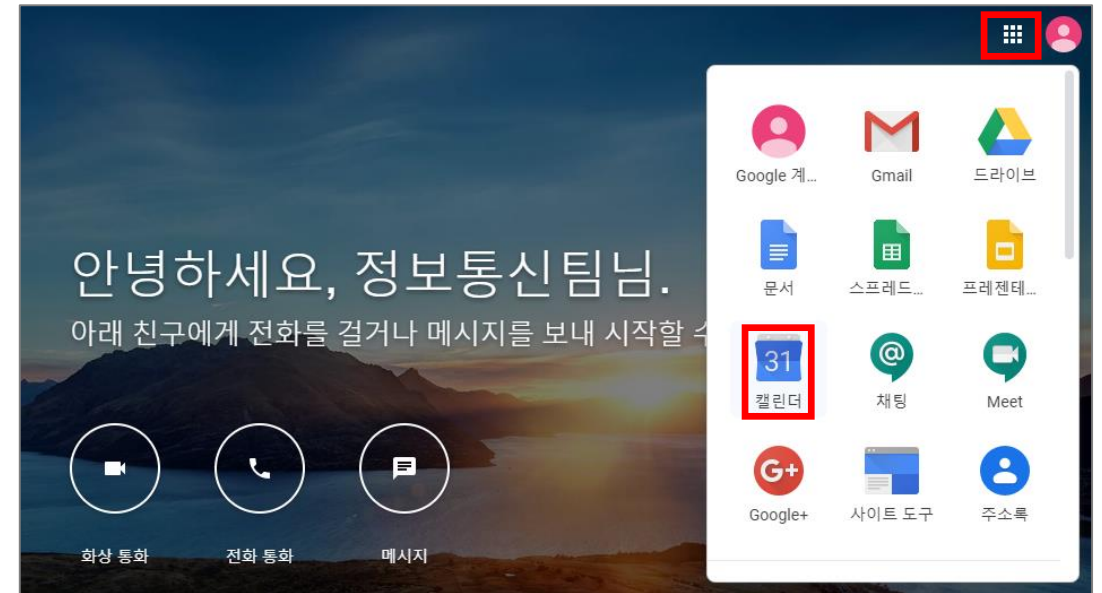 Google 계...
Gmail
드라이브
문서
스프레드...
프레젠테...
안녕하세요, 정보통신팀님.
아래 친구에게 전화를 걸거나 메시지를 보내 시작할 수
31
캘린더
@
채팅
Meet
G+
Google+
사이트 도구
주소록
화상 통화
전화 통화
메시지